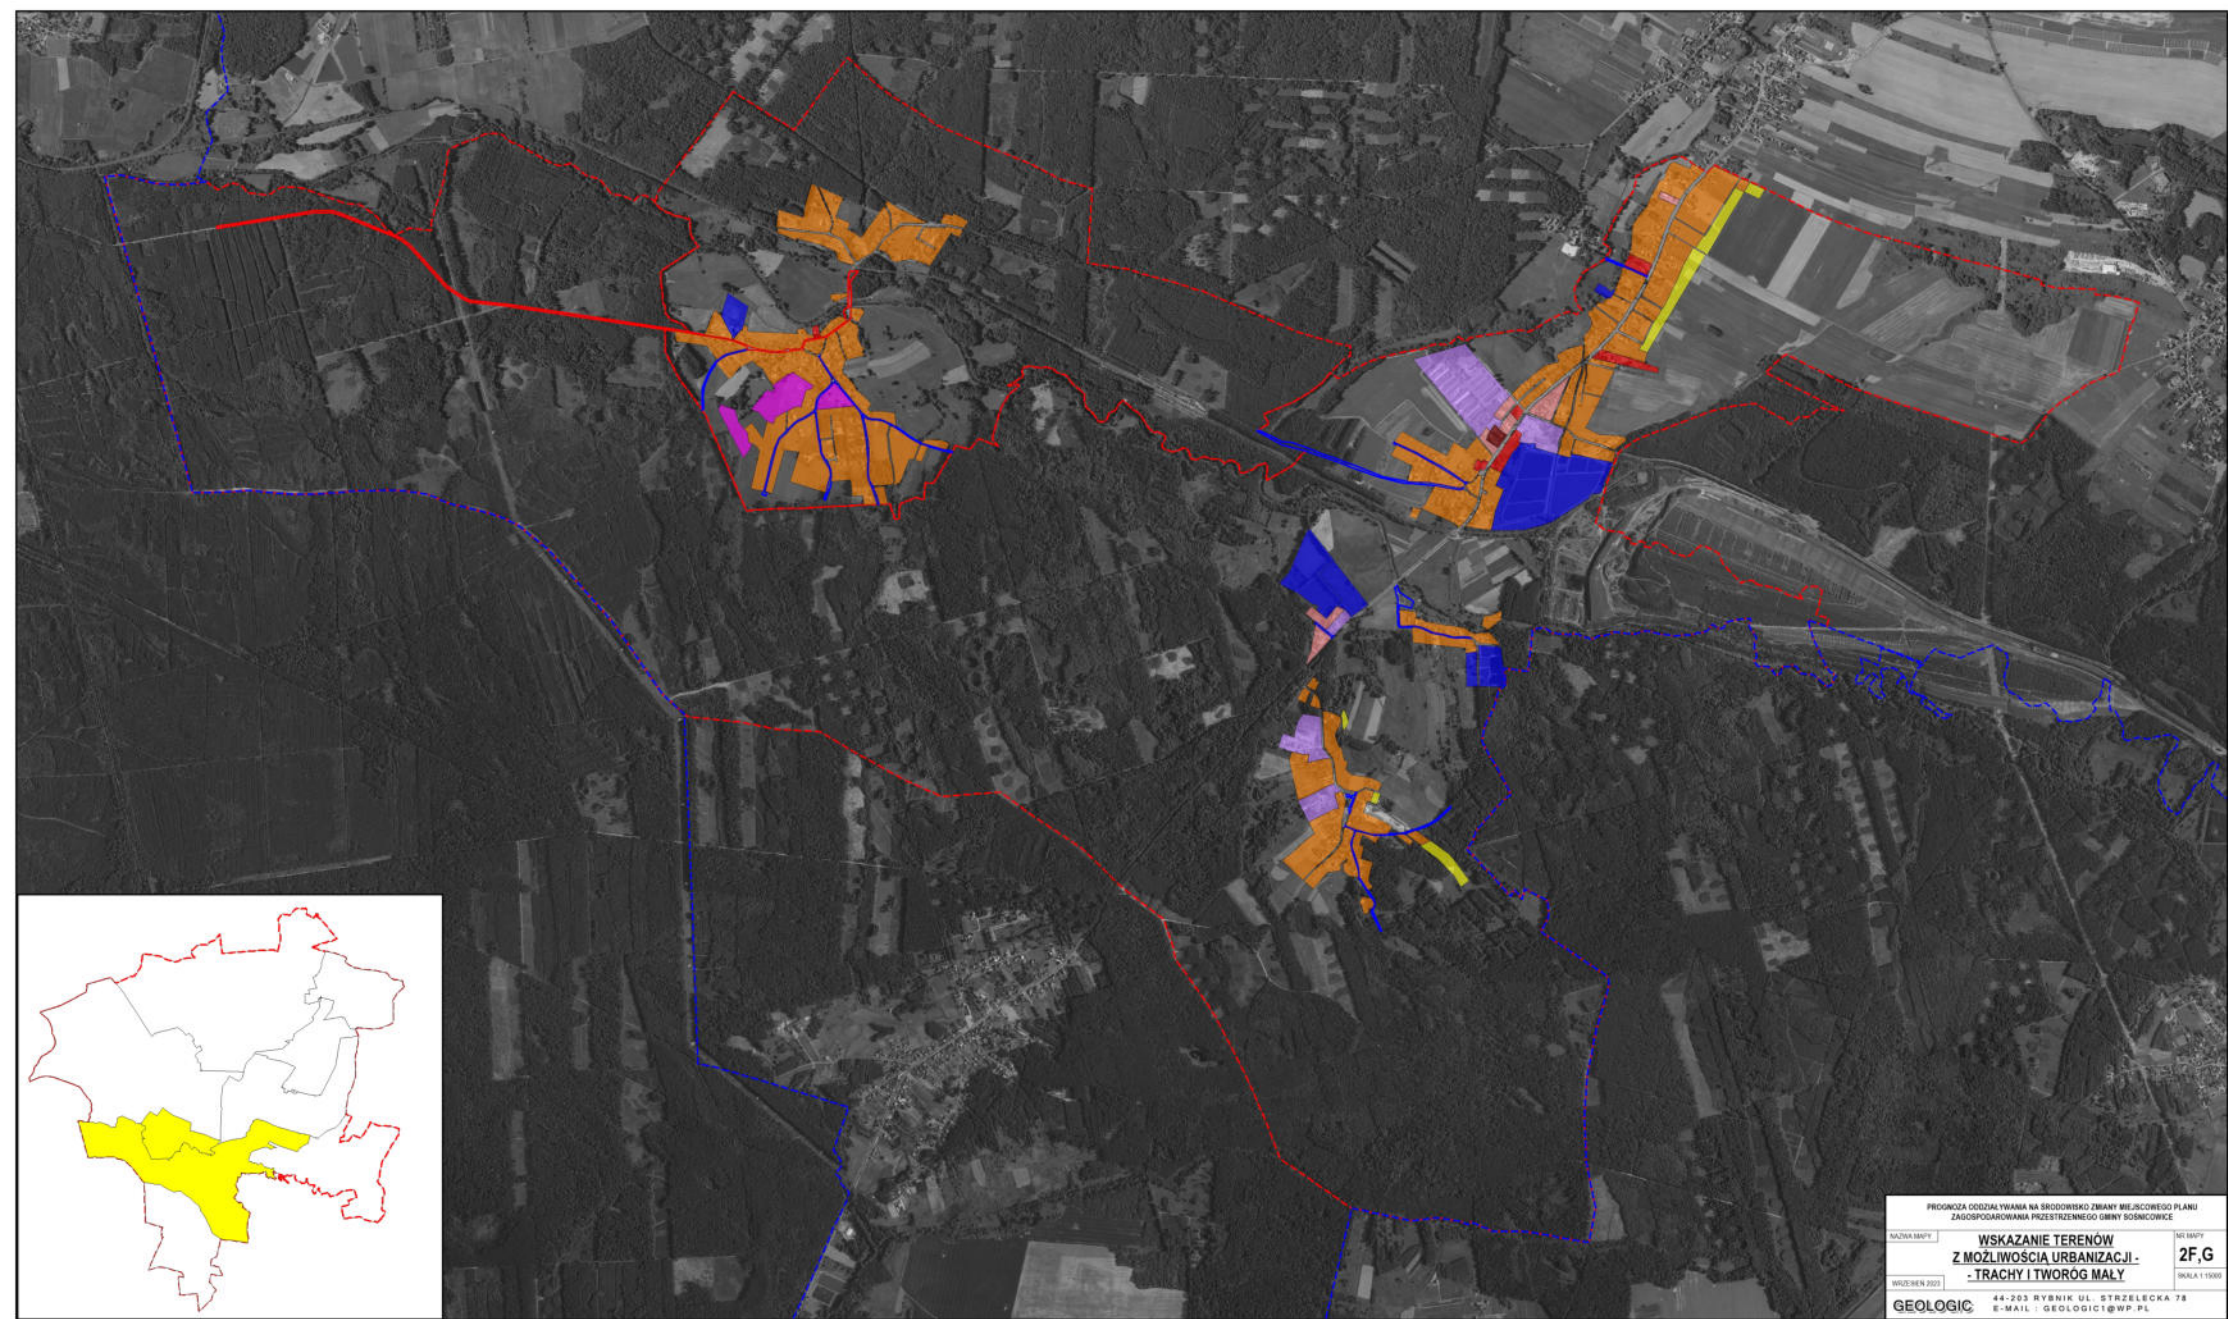 PROGNOZA ODDZIAŁYWANIA NA ŚRODOWISKO ZMIANY MIEJSCOWEGO PLANU
ZAGOSPODAROWANIA PRZESTRZENNEGO GMINY SOŚNICOWICE
NAZWA MAPY
WSKAZANIE TERENÓW
Z MOŻLIWOŚCIĄ URBANIZACJI -
- TRACHY I TWORÓG MAŁY
NR MAPY
2F,G
WRZESIEŃ 2023
SKALA 1:15000
GEOLOGIC
44-203 RYBNIK UL. STRZELECKA 78
E-MAIL : GEOLOGIC1@WP.PL